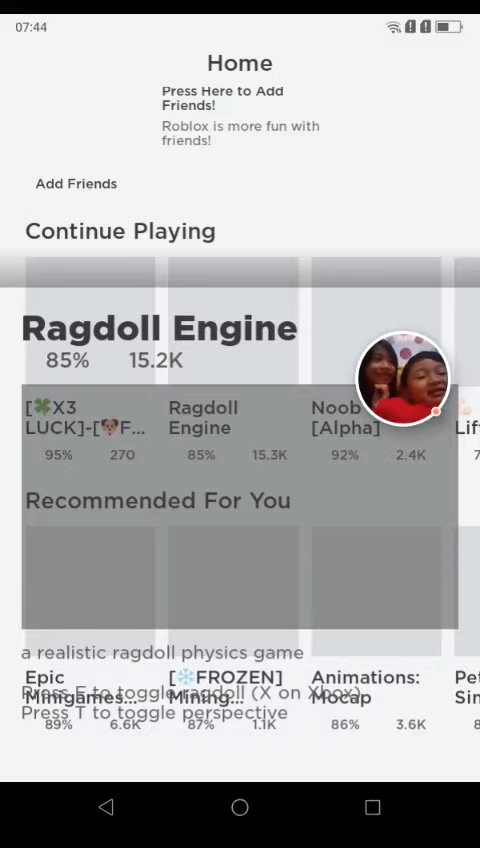 07:44
Home
Press Here to Add
Friends!
Roblox is more fun with
friends!
Add Friends
Continue Playing
Ragdoll Engine
85% 15.2K
[🍀X3
LUCK]-[🐶F...
95% 270
Ragdoll
Engine
85% 15.3K
Noob
[Alpha]
92% 2.4K
Lif
Recommended For You
a realistic ragdoll physics game
Press E to toggle ragdoll (X on Xbox)
Press T to toggle perspective
Epic
Minigames...
89% 6.6K
[❄️FROZEN]
Mining...
87% 1.1K
Animations:
Mocap
86% 3.6K
Pet
Sin